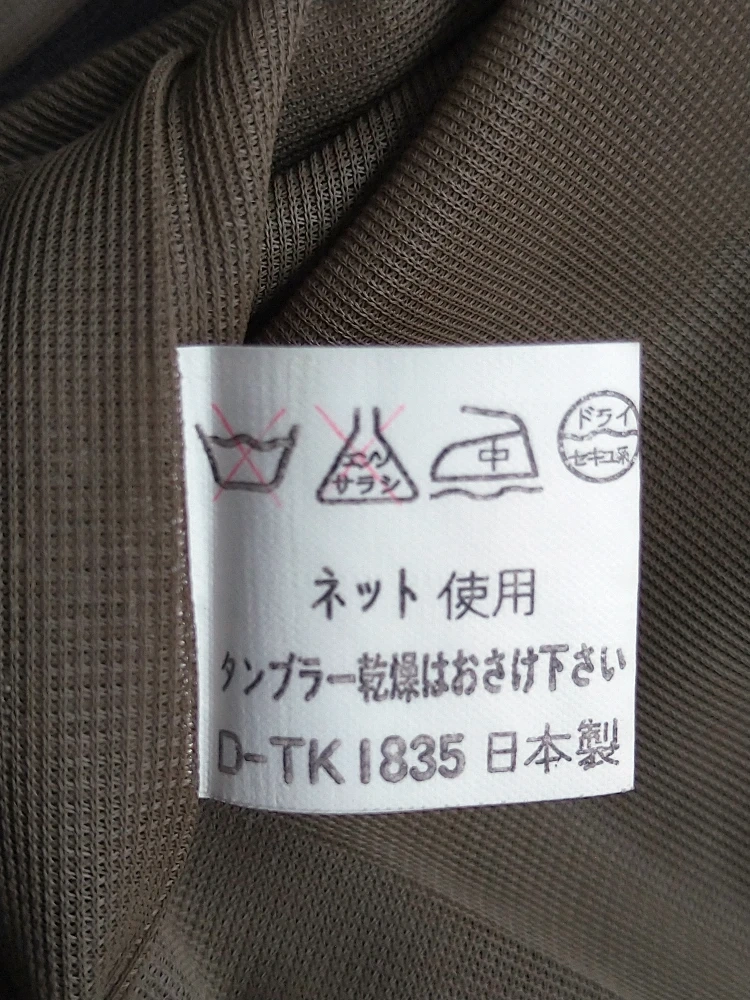 エンソ
サラシ
中
ドライ
セキユ系
ネット使用
タンブラー乾燥はおさけ下さい
D-TK1835 日本製